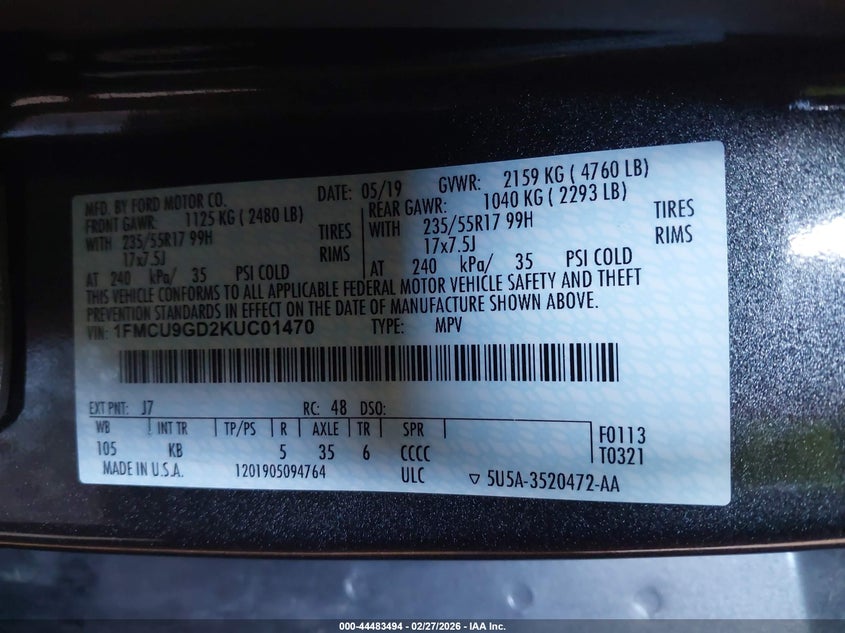 MFD. BY FORD MOTOR CO. DATE: 05/19 GVWR: 2159 KG ( 4760 LB)
FRONT GAWR: 1125 KG ( 2480 LB) REAR GAWR: 1040 KG ( 2293 LB)
WITH 235/55R17 99H TIRES WITH 235/55R17 99H TIRES
17x7.5J RIMS 17x7.5J RIMS
AT 240 kPa/ 35 PSI COLD AT 240 kPa/ 35 PSI COLD
THIS VEHICLE CONFORMS TO ALL APPLICABLE FEDERAL MOTOR VEHICLE SAFETY AND THEFT
PREVENTION STANDARDS IN EFFECT ON THE DATE OF MANUFACTURE SHOWN ABOVE.
VIN: 1FMCU9GD2KUC01470 TYPE: MPV
EXT PNT: J7 RC: 48 DSO:
WB INT TR TP/PS R AXLE TR SPR F0113
105 KB 5 35 6 CCCC T0321
MADE IN U.S.A. 1201905094764 ULC 5U5A-3520472-AA
000-44483494 | 02/27/2026 - IAA Inc.